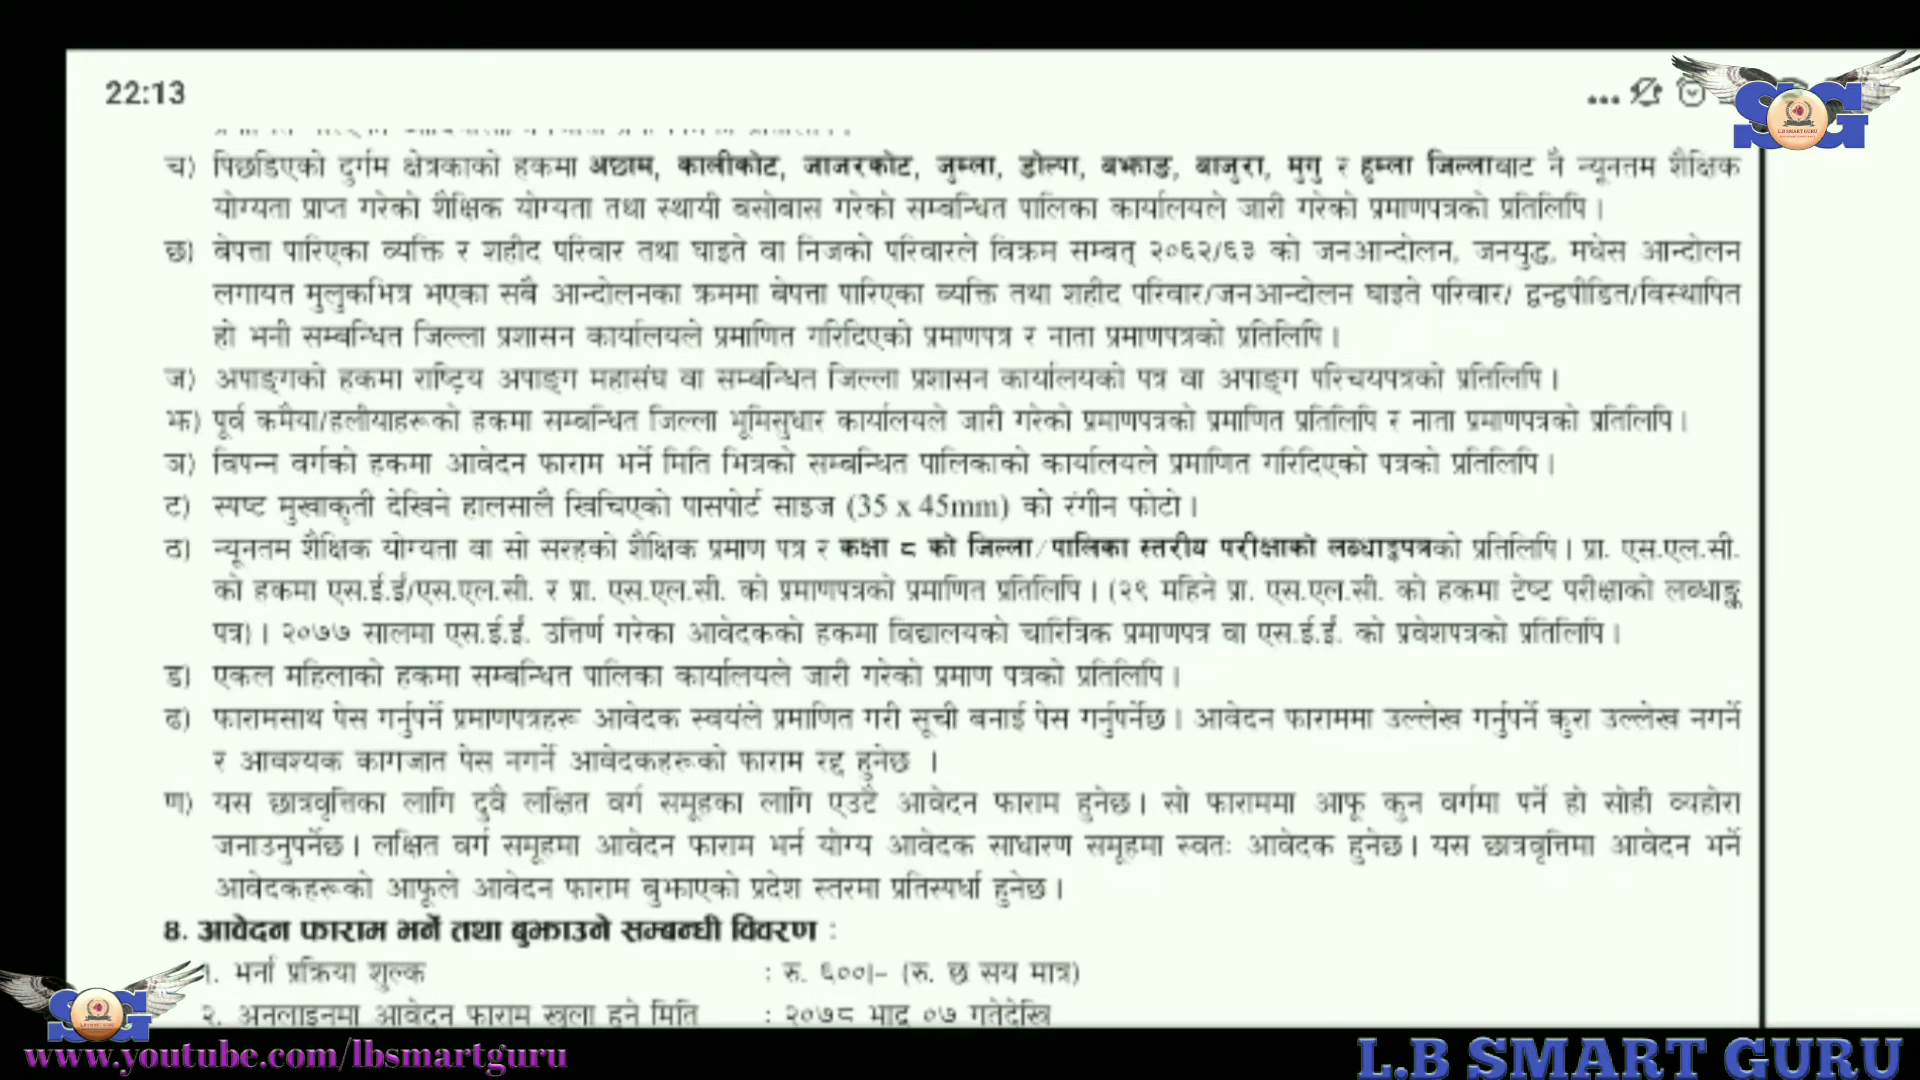 22:13
च) पिछडिएको दुर्गम क्षेत्रकाको हकमा अछाम, कालीकोट, जाजरकोट, जुम्ला, डोल्पा, बझाङ, बाजुरा, मुगु र हुम्ला जिल्लाबाट नै न्यूनतम शैक्षिक
योग्यता प्राप्त गरेको शैक्षिक योग्यता तथा स्थायी बसोबास गरेको सम्बन्धित पालिका कार्यालयले जारी गरेको प्रमाणपत्रको प्रतिलिपि ।
छ) बेपत्ता पारिएका व्यक्ति र शहीद परिवार तथा घाइते वा निजको परिवारले विक्रम सम्बत् २०६२/६३ को जनआन्दोलन, जनयुद्ध, मधेस आन्दोलन
लगायत मुलुकभित्र भएका सबै आन्दोलनका क्रममा बेपत्ता पारिएका व्यक्ति तथा शहीद परिवार/जनआन्दोलन घाइते परिवार/ द्वन्द्वपीडित/विस्थापित
हो भनी सम्बन्धित जिल्ला प्रशासन कार्यालयले प्रमाणित गरिदिएको प्रमाणपत्र र नाता प्रमाणपत्रको प्रतिलिपि ।
ज) अपाङ्गको हकमा राष्ट्रिय अपाङ्ग महासंघ वा सम्बन्धित जिल्ला प्रशासन कार्यालयको पत्र वा अपाङ्ग परिचयपत्रको प्रतिलिपि ।
झ) पूर्व कमैया/हलीयाहरूको हकमा सम्बन्धित जिल्ला भूमिसुधार कार्यालयले जारी गरेको प्रमाणपत्रको प्रमाणित प्रतिलिपि र नाता प्रमाणपत्रको प्रतिलिपि ।
ञ) विपन्न वर्गको हकमा आवेदन फाराम भर्ने मिति भित्रको सम्बन्धित पालिकाको कार्यालयले प्रमाणित गरिदिएको पत्रको प्रतिलिपि ।
ट) स्पष्ट मुखाकृती देखिने हालसालै खिचिएको पासपोर्ट साइज (35 x 45mm) को रंगीन फोटो ।
ठ) न्यूनतम शैक्षिक योग्यता वा सो सरहको शैक्षिक प्रमाण पत्र र कक्षा ८ को जिल्ला/पालिका स्तरीय परीक्षाको लब्धाङ्कपत्रको प्रतिलिपि । प्रा. एस.एल.सी.
को हकमा एस.ई.ई/एस.एल.सी. र प्रा. एस.एल.सी. को प्रमाणपत्रको प्रमाणित प्रतिलिपि । (२९ महिने प्रा. एस.एल.सी. को हकमा टेष्ट परीक्षाको लब्धाङ्क
पत्र) । २०७७ सालमा एस.ई.ई. उत्तिर्ण गरेका आवेदकको हकमा विद्यालयको चारित्रिक प्रमाणपत्र वा एस.ई.ई. को प्रवेशपत्रको प्रतिलिपि ।
ड) एकल महिलाको हकमा सम्बन्धित पालिका कार्यालयले जारी गरेको प्रमाण पत्रको प्रतिलिपि ।
ढ) फारामसाथ पेस गर्नुपर्ने प्रमाणपत्रहरू आवेदक स्वयंले प्रमाणित गरी सूची बनाई पेस गर्नुपर्नेछ । आवेदन फाराममा उल्लेख गर्नुपर्ने कुरा उल्लेख नगर्ने
र आवश्यक कागजात पेस नगर्ने आवेदकहरूको फाराम रद्द हुनेछ ।
ण) यस छात्रवृत्तिका लागि दुवै लक्षित वर्ग समूहका लागि एउटै आवेदन फाराम हुनेछ । सो फाराममा आफू कुन वर्गमा पर्ने हो सोही व्यहोरा
जनाउनुपर्नेछ । लक्षित वर्ग समूहमा आवेदन फाराम भर्न योग्य आवेदक साधारण समूहमा स्वतः आवेदक हुनेछ । यस छात्रवृत्तिमा आवेदन भर्ने
आवेदकहरूको आफूले आवेदन फाराम बुझाएको प्रदेश स्तरमा प्रतिस्पर्धा हुनेछ ।
४. आवेदन फाराम भर्ने तथा बुझाउने सम्बन्धी विवरण :
१. भर्ना प्रक्रिया शुल्क : रु. ६००।– (रु. छ सय मात्र)
२. अनलाइनमा आवेदन फाराम खुला हुने मिति : २०७८ भाद्र ०७ गतेदेखि
www.youtube.com/lbsmartguru
L.B SMART GURU
SG
L.B SMART GURU
SG